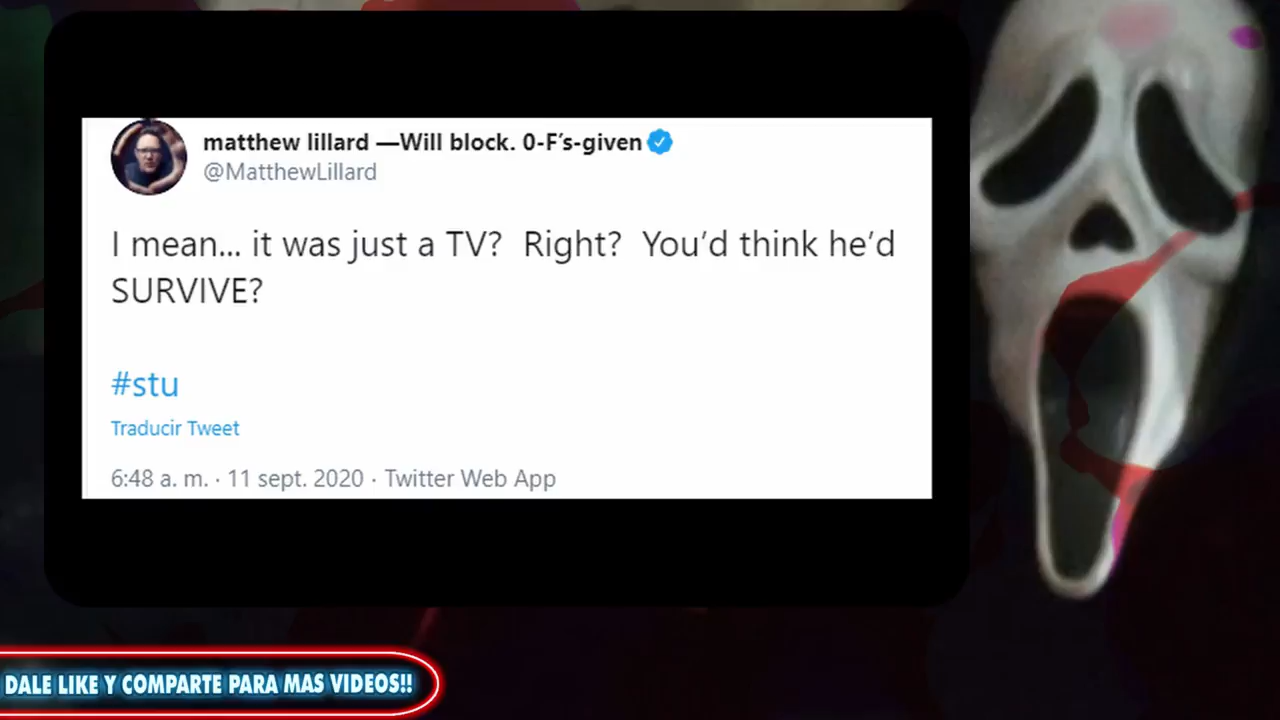 matthew lillard —Will block. 0-F’s-given
@MatthewLillard
I mean... it was just a TV?  Right?  You’d think he’d
SURVIVE?
#stu
Traducir Tweet
6:48 a. m. · 11 sept. 2020 · Twitter Web App
DALE LIKE Y COMPARTE PARA MAS VIDEOS!!